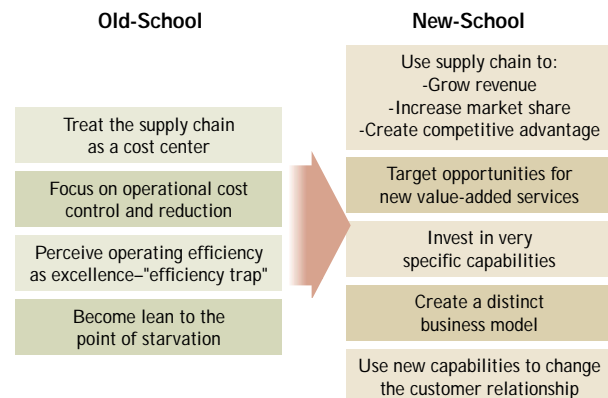 Old-School
Treat the supply chain
as a cost center
Focus on operational cost
control and reduction
Perceive operating efficiency
as excellence–"efficiency trap"
Become lean to the
point of starvation
New-School
Use supply chain to:
-Grow revenue
-Increase market share
-Create competitive advantage
Target opportunities for
new value-added services
Invest in very
specific capabilities
Create a distinct
business model
Use new capabilities to change
the customer relationship